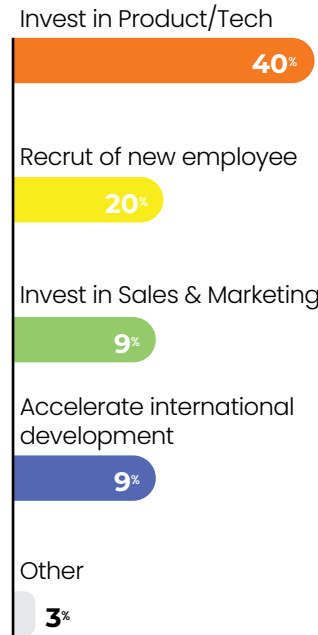 Invest in Product/Tech
40%
Recrut of new employee
20%
Invest in Sales & Marketing
9%
Accelerate international
development
9%
Other
3%